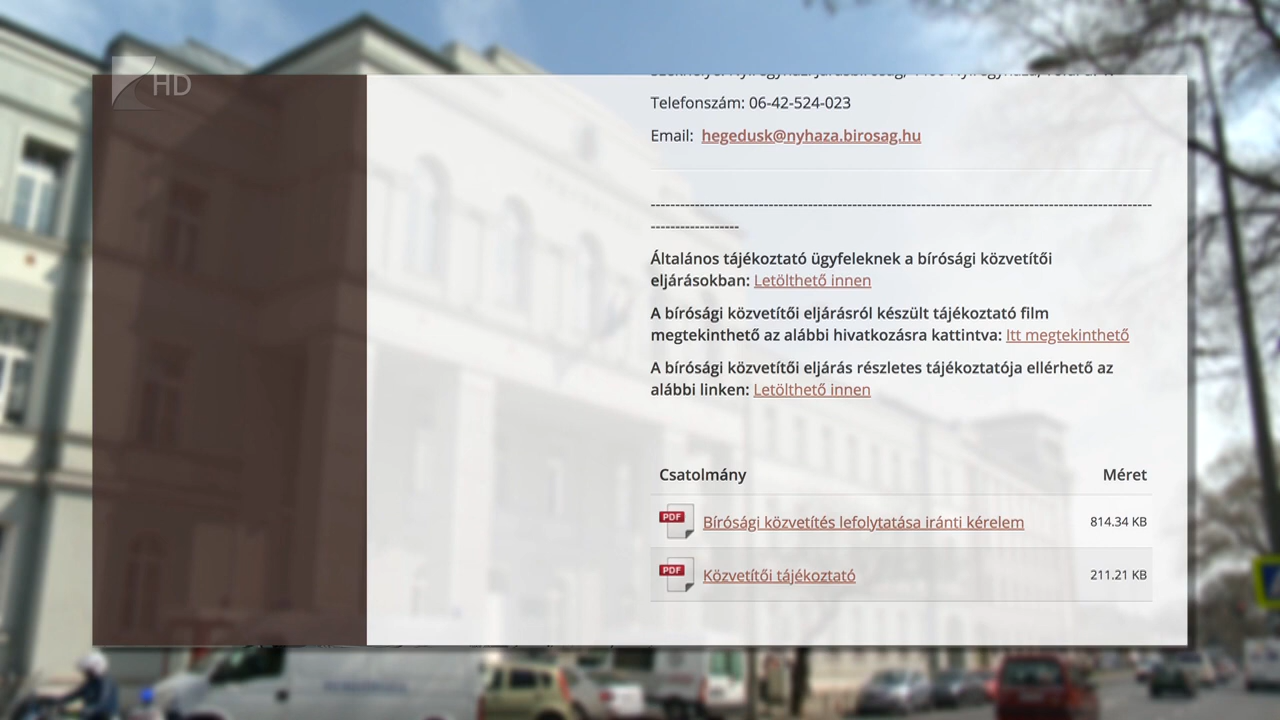 HD
Telefonszám: 06-42-524-023
Email: hegedusk@nyhaza.birosag.hu
-------------------------------------------------------------------------------------------------------
------------------
Általános tájékoztató ügyfeleknek a bírósági közvetítői
eljárásokban: Letölthető innen
A bírósági közvetítői eljárásról készült tájékoztató film
megtekinthető az alábbi hivatkozásra kattintva: Itt megtekinthető
A bírósági közvetítői eljárás részletes tájékoztatója ellérhető az
alábbi linken: Letölthető innen
Csatolmány Méret
PDF Bírósági közvetítés lefolytatása iránti kérelem 814.34 KB
PDF Közvetítői tájékoztató 211.21 KB